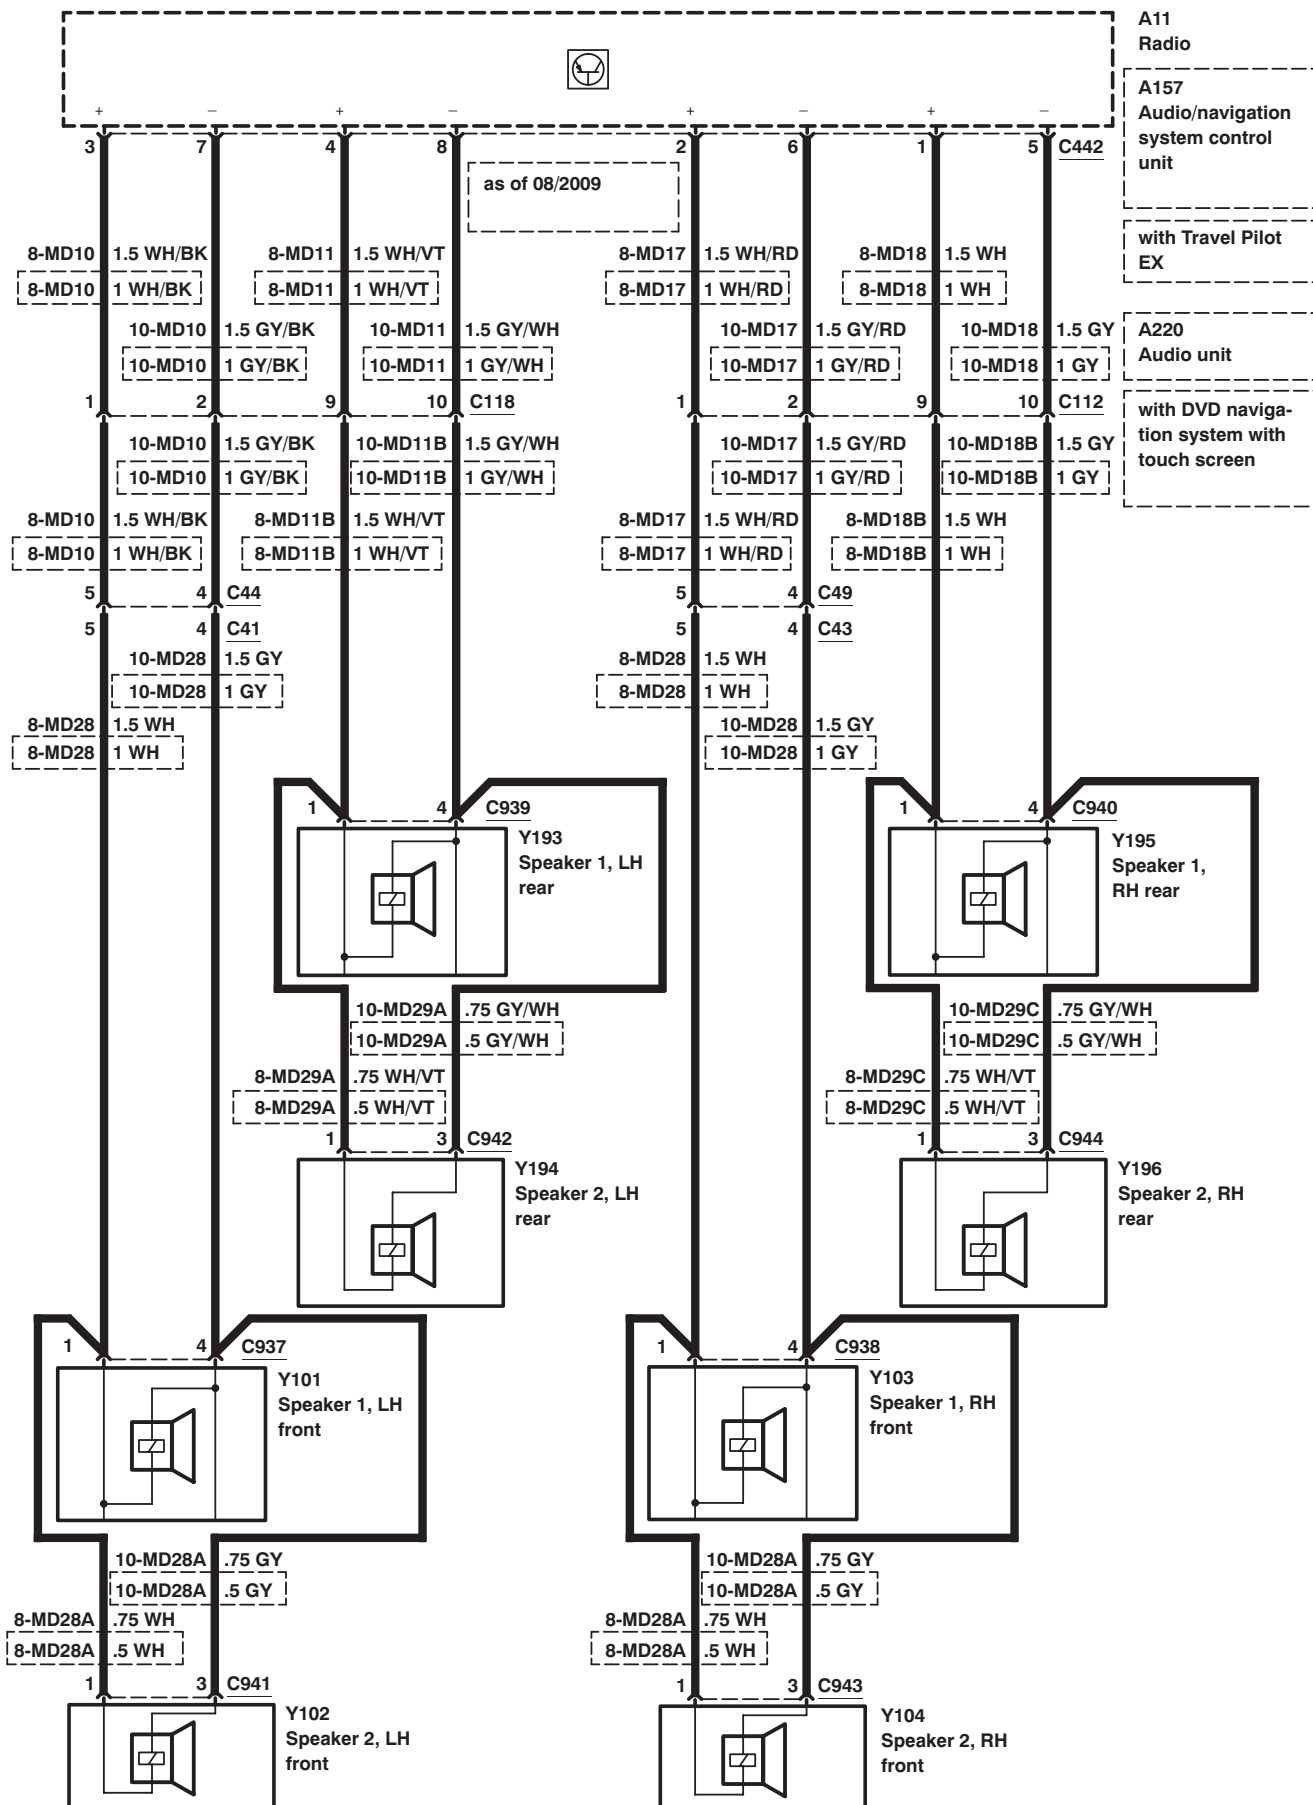 A11
Radio
A157
Audio/navigation
system control
unit
+ – + – + – + –
3 7 4 8 2 6 1 5 C442
as of 08/2009
with Travel Pilot
EX
8-MD10 1.5 WH/BK 8-MD11 1.5 WH/VT 8-MD17 1.5 WH/RD 8-MD18 1.5 WH
8-MD10 1 WH/BK 8-MD11 1 WH/VT 8-MD17 1 WH/RD 8-MD18 1 WH
10-MD10 1.5 GY/BK 10-MD11 1.5 GY/WH 10-MD17 1.5 GY/RD 10-MD18 1.5 GY
10-MD10 1 GY/BK 10-MD11 1 GY/WH 10-MD17 1 GY/RD 10-MD18 1 GY
A220
Audio unit
1 2 9 10 C118 1 2 9 10 C112
with DVD naviga-
tion system with
touch screen
10-MD10 1.5 GY/BK 10-MD11B 1.5 GY/WH 10-MD17 1.5 GY/RD 10-MD18B 1.5 GY
10-MD10 1 GY/BK 10-MD11B 1 GY/WH 10-MD17 1 GY/RD 10-MD18B 1 GY
8-MD10 1.5 WH/BK 8-MD11B 1.5 WH/VT 8-MD17 1.5 WH/RD 8-MD18B 1.5 WH
8-MD10 1 WH/BK 8-MD11B 1 WH/VT 8-MD17 1 WH/RD 8-MD18B 1 WH
5 4 C44 5 4 C49
5 4 C41 5 4 C43
10-MD28 1.5 GY 8-MD28 1.5 WH
10-MD28 1 GY 8-MD28 1 WH
8-MD28 1.5 WH 10-MD28 1.5 GY
8-MD28 1 WH 10-MD28 1 GY
1 4 C939 1 4 C940
Y193
Speaker 1, LH
rear
Y195
Speaker 1,
RH rear
10-MD29A .75 GY/WH 10-MD29C .75 GY/WH
10-MD29A .5 GY/WH 10-MD29C .5 GY/WH
8-MD29A .75 WH/VT 8-MD29C .75 WH/VT
8-MD29A .5 WH/VT 8-MD29C .5 WH/VT
1 3 C942 1 3 C944
Y194
Speaker 2, LH
rear
Y196
Speaker 2, RH
rear
1 4 C937 1 4 C938
Y101
Speaker 1, LH
front
Y103
Speaker 1, RH
front
10-MD28A .75 GY 10-MD28A .75 GY
10-MD28A .5 GY 10-MD28A .5 GY
8-MD28A .75 WH 8-MD28A .75 WH
8-MD28A .5 WH 8-MD28A .5 WH
1 3 C941 1 3 C943
Y102
Speaker 2, LH
front
Y104
Speaker 2, RH
front